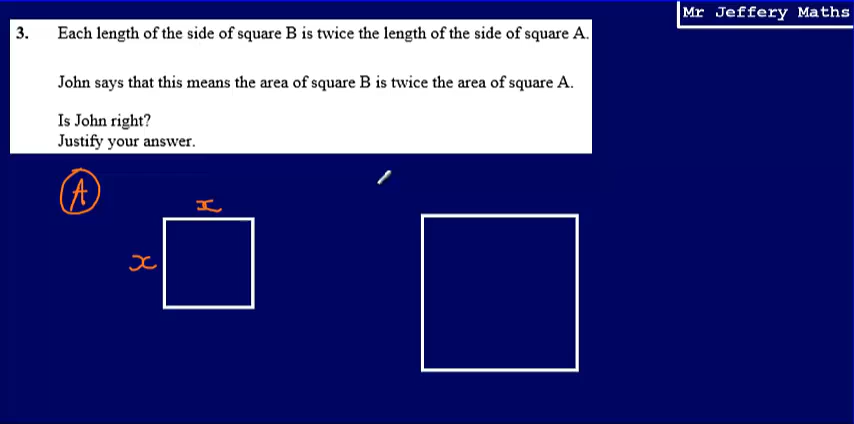 Mr Jeffery Maths
3. Each length of the side of square B is twice the length of the side of square A.
John says that this means the area of square B is twice the area of square A.
Is John right?
Justify your answer.
A
x
x